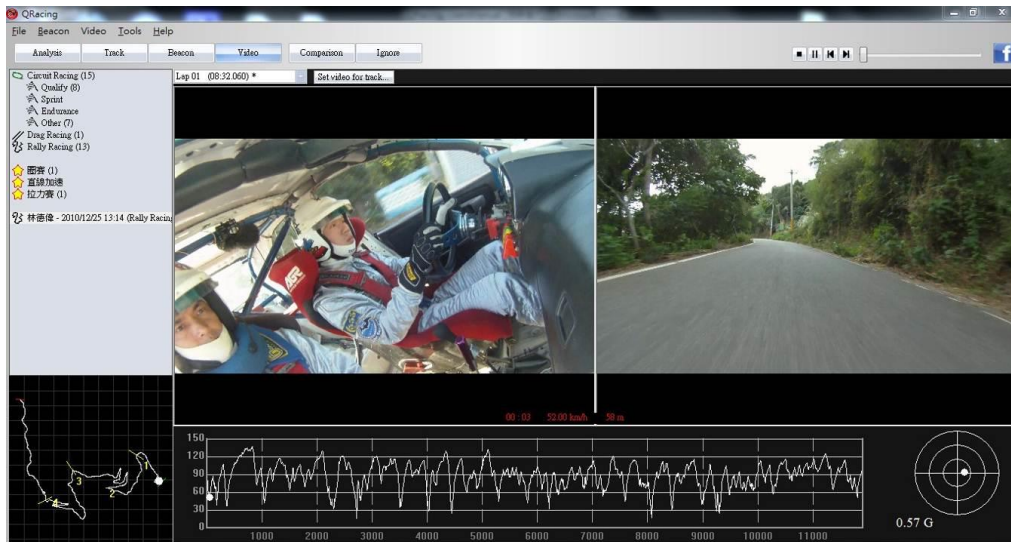 QRacing
File Beacon Video Tools Help
Analysis Track Beacon Video Comparison Ignore
Circuit Racing (15)
Qualify (8)
Sprint
Endurance
Other (7)
Drag Racing (1)
Rally Racing (13)
圈賽 (1)
直線加速
拉力賽 (1)
林德偉 - 2010/12/25 13:14 (Rally Racing
Lap 01 (08:32.060) * Set video for track...
AGR
00 : 03 52.00 km/h 58 m
1
2
3
4
150
120
90
60
30
0
1000 2000 3000 4000 5000 6000 7000 8000 9000 10000 11000
0.57 G